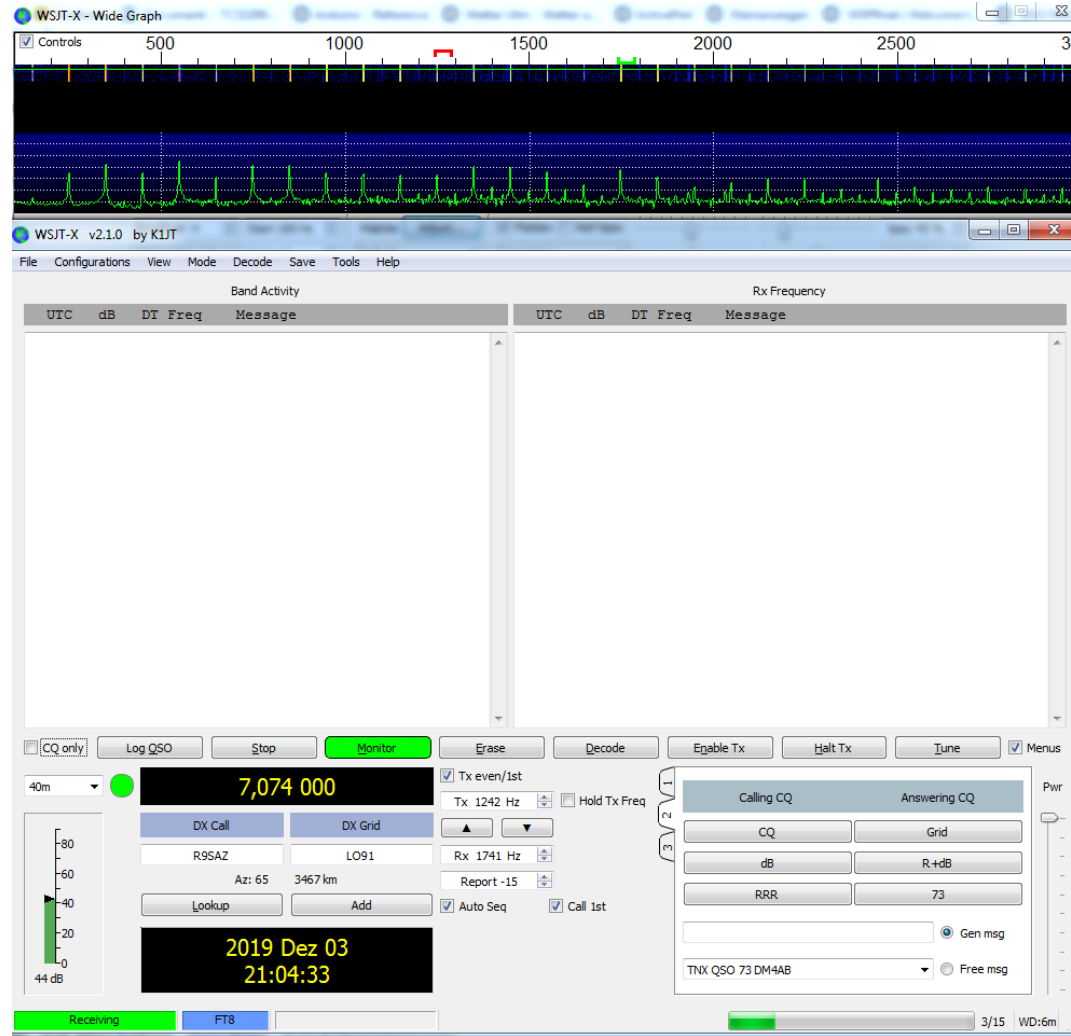 WSJT-X - Wide Graph
Controls 500 1000 1500 2000 2500 3
WSJT-X v2.1.0 by K1JT
File Configurations View Mode Decode Save Tools Help
Band Activity Rx Frequency
UTC dB DT Freq Message UTC dB DT Freq Message
CQ only Log QSO Stop Monitor Erase Decode Enable Tx Halt Tx Tune Menus
40m 7,074 000 Tx even/1st
Tx 1242 Hz Hold Tx Freq
1 Calling CQ Answering CQ Pwr
DX Call DX Grid
2 CQ Grid
R9SAZ LO91 Rx 1741 Hz
3 dB R+dB
Az: 65 3467 km Report -15
RRR 73
Lookup Add Auto Seq Call 1st
Gen msg
2019 Dez 03
21:04:33
TNX QSO 73 DM4AB Free msg
80
60
40
20
0
44 dB
Receiving FT8 3/15 WD:6m